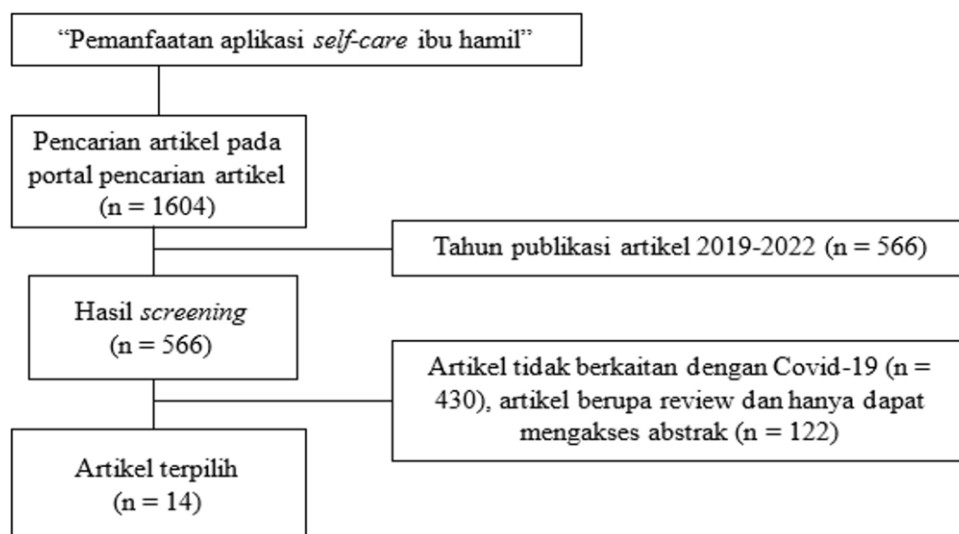 “Pemanfaatan aplikasi self-care ibu hamil”
Pencarian artikel pada
portal pencarian artikel
(n = 1604)
Tahun publikasi artikel 2019-2022 (n = 566)
Hasil screening
(n = 566)
Artikel tidak berkaitan dengan Covid-19 (n =
430), artikel berupa review dan hanya dapat
mengakses abstrak (n = 122)
Artikel terpilih
(n = 14)